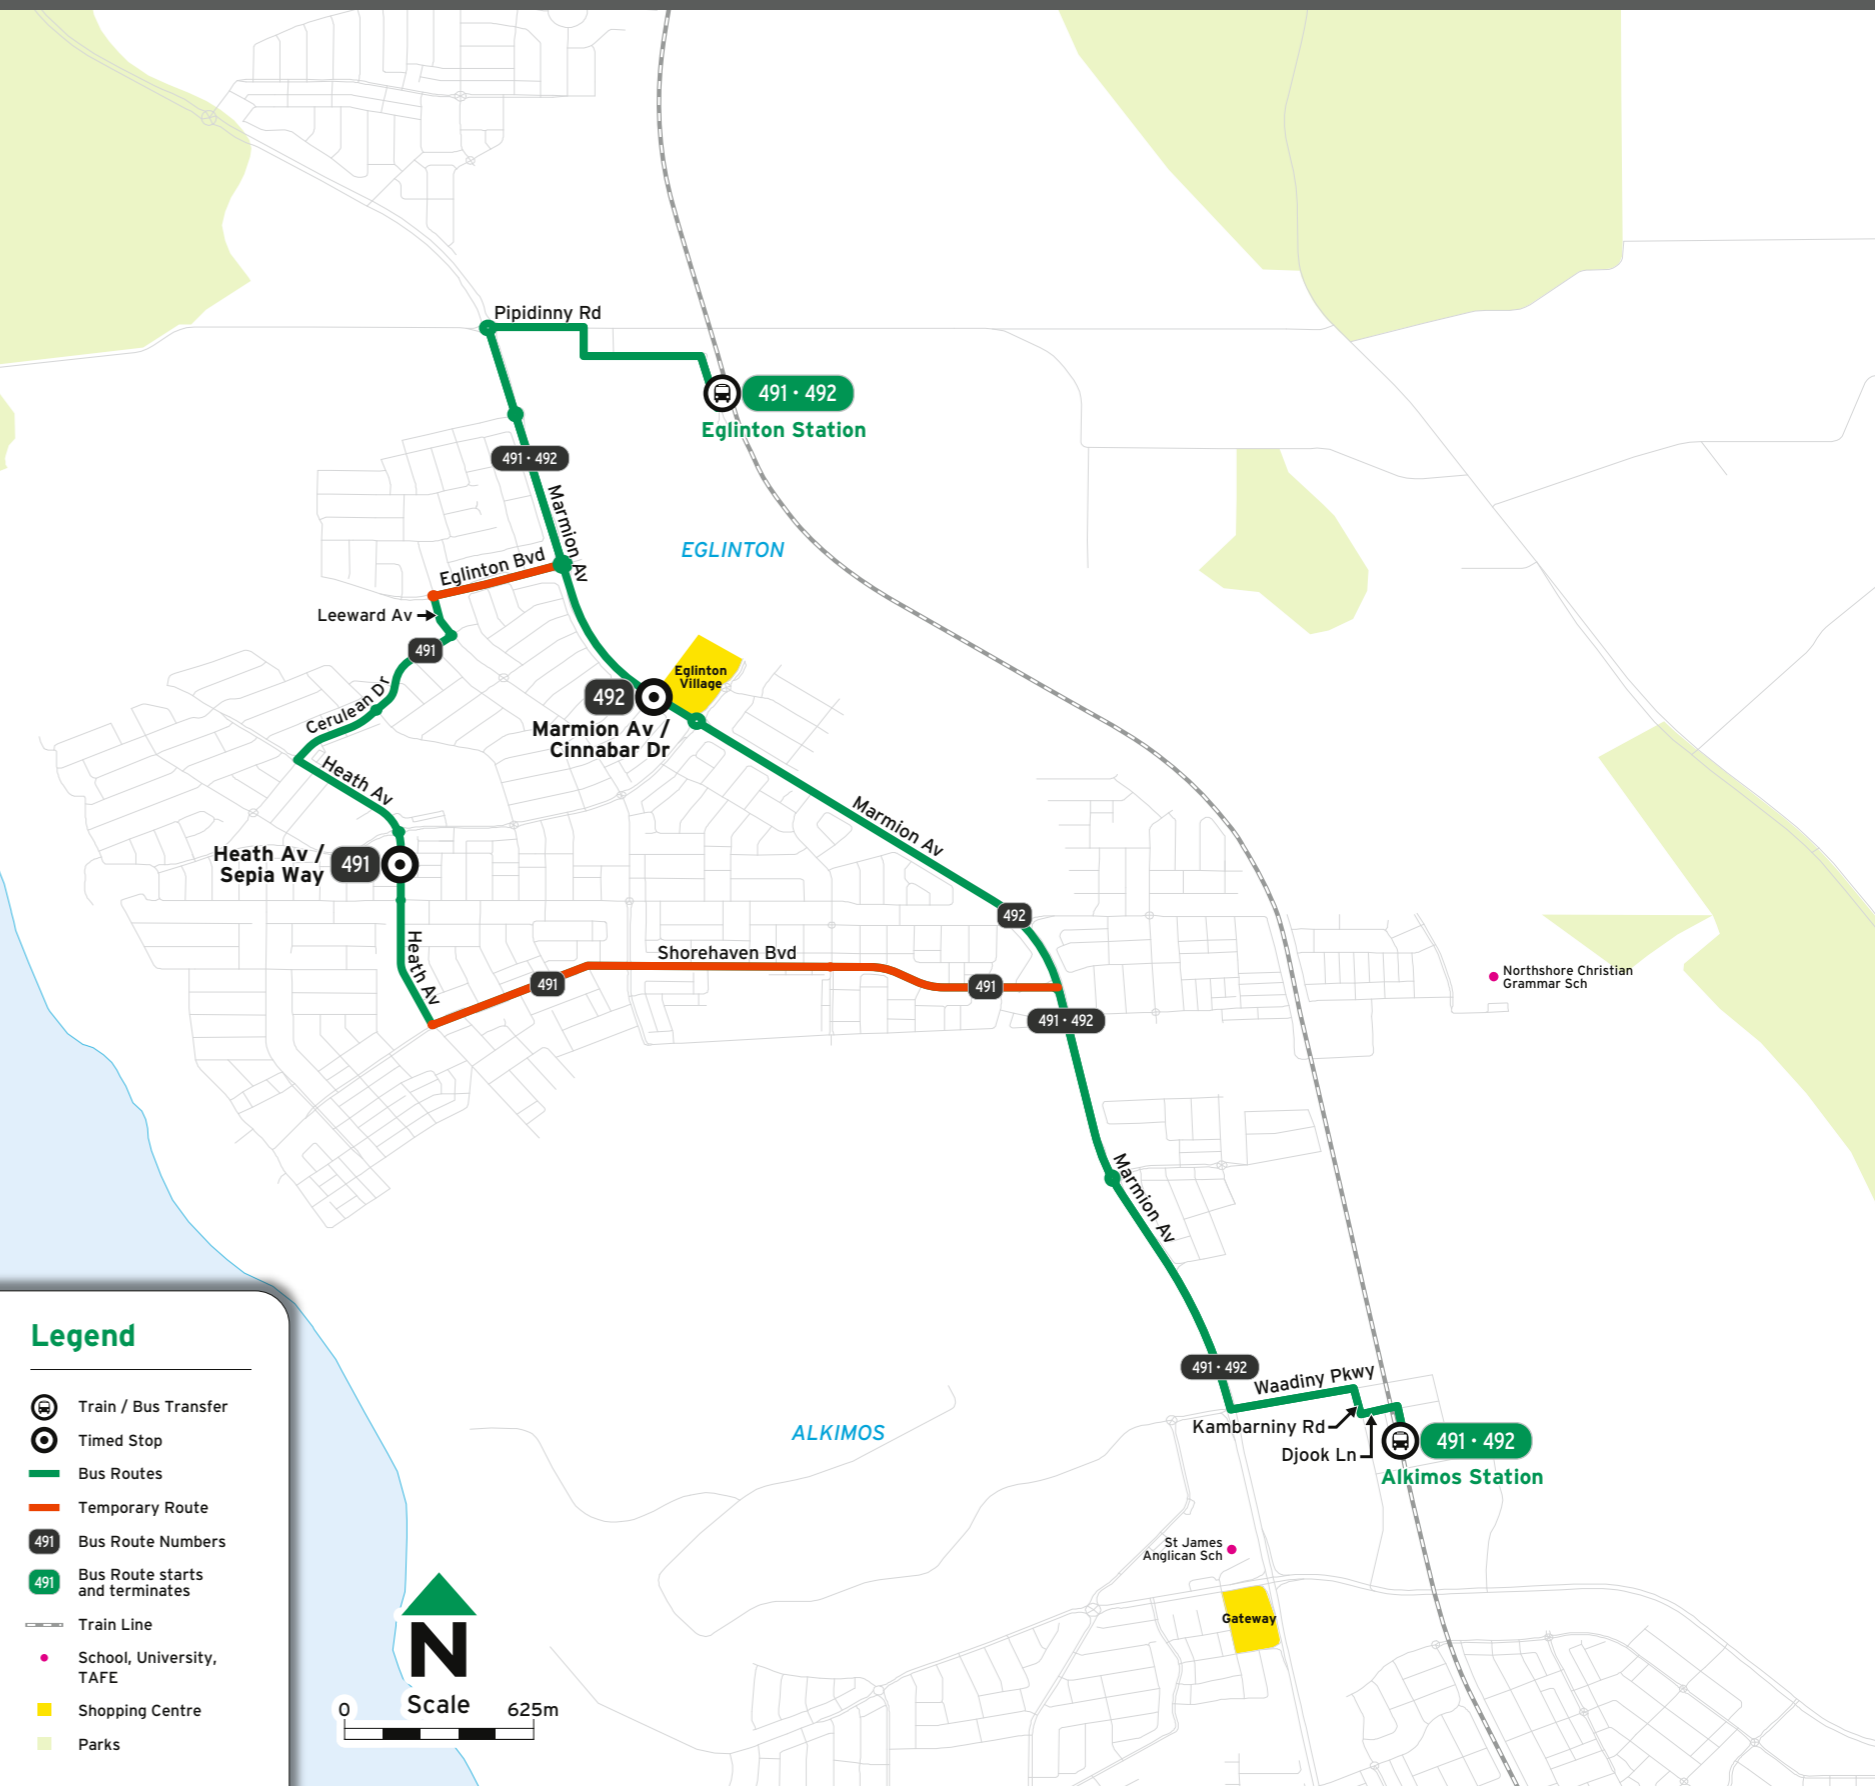 Pipidinny Rd
491 • 492
Eglinton Station
491 • 492
Marmion Av
EGLINTON
Eglinton Bvd
Leeward Av
491
Eglinton
Village
492
Marmion Av /
Cinnabar Dr
Cerulean Dr
Heath Av
Marmion Av
Heath Av /
Sepia Way
491
492
Heath Av
Shorehaven Bvd
491
491
491 • 492
Northshore Christian
Grammar Sch
Marmion Av
491 • 492
Waadiny Pkwy
Kambarniny Rd
Djook Ln
491 • 492
Alkimos Station
ALKIMOS
St James
Anglican Sch
Gateway
Legend
Train / Bus Transfer
Timed Stop
Bus Routes
Temporary Route
491
Bus Route Numbers
491
Bus Route starts
and terminates
Train Line
School, University,
TAFE
Shopping Centre
Parks
N
Scale
0
625m